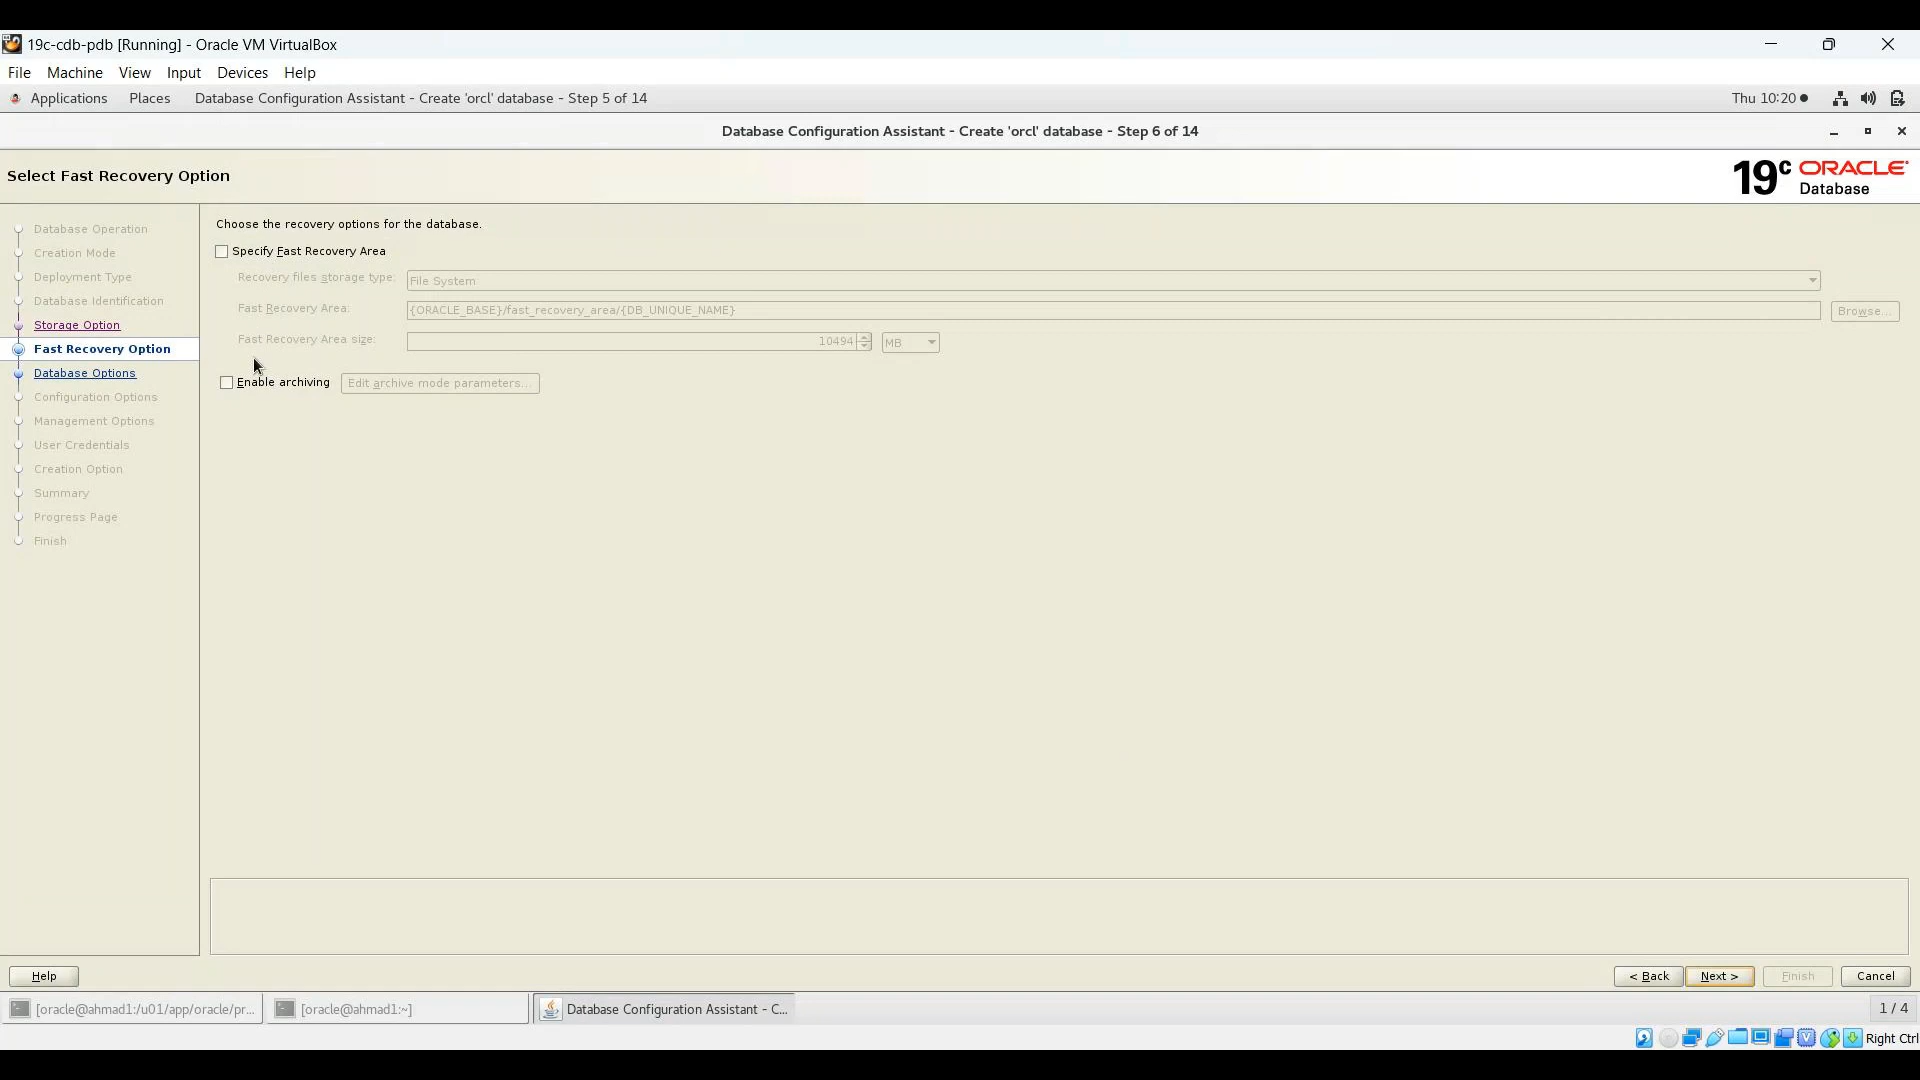 19c-cdb-pdb [Running] - Oracle VM VirtualBox
File Machine View Input Devices Help
Applications Places Database Configuration Assistant - Create 'orcl' database - Step 5 of 14 Thu 10:20
Database Configuration Assistant - Create 'orcl' database - Step 6 of 14
Select Fast Recovery Option
19c ORACLE Database
Database Operation
Creation Mode
Deployment Type
Database Identification
Storage Option
Fast Recovery Option
Database Options
Configuration Options
Management Options
User Credentials
Creation Option
Summary
Progress Page
Finish
Choose the recovery options for the database.
Specify Fast Recovery Area
Recovery files storage type: File System
Fast Recovery Area: {ORACLE_BASE}/fast_recovery_area/{DB_UNIQUE_NAME} Browse...
Fast Recovery Area size: 10494 MB
Enable archiving Edit archive mode parameters...
Help < Back Next > Finish Cancel
[oracle@ahmad1:/u01/app/oracle/pr... [oracle@ahmad1:~] Database Configuration Assistant - C... 1 / 4
Right Ctrl